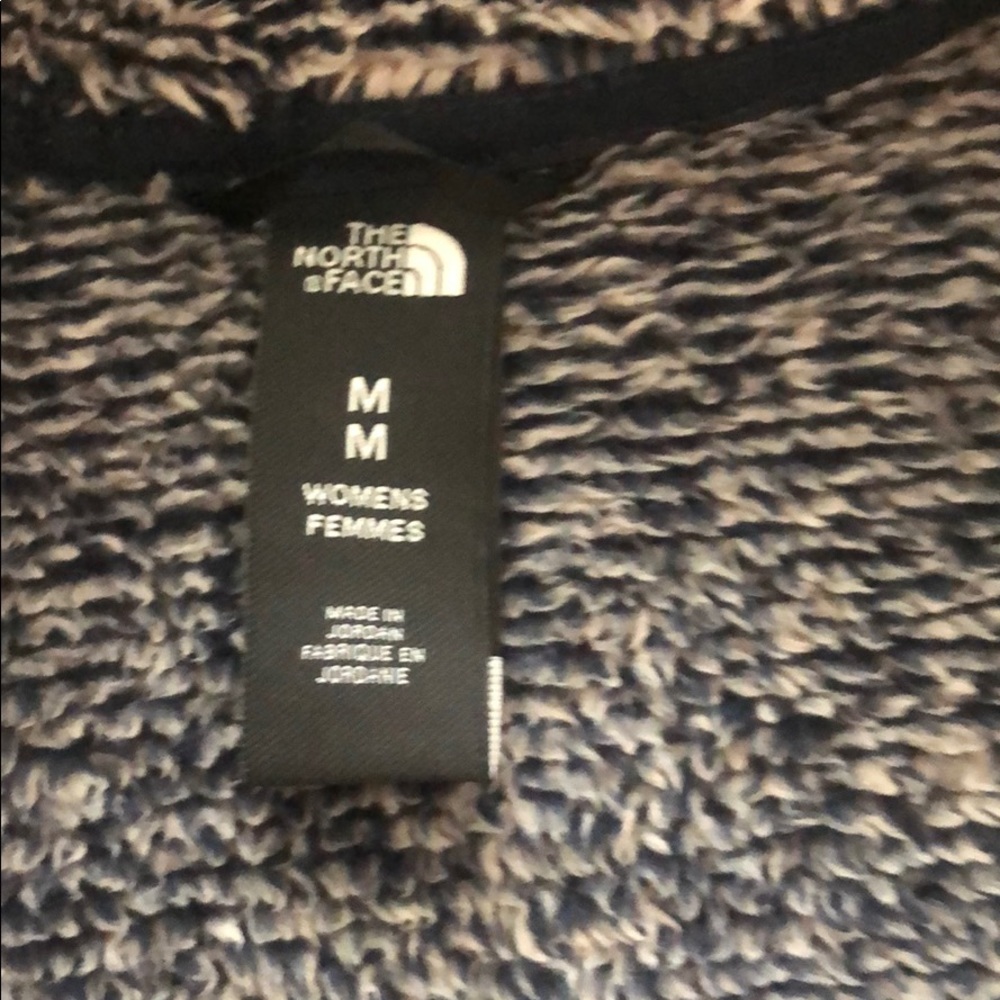 THE
NORTH
FACE
M
M
WOMENS
FEMMES
MADE IN
JORDAN
FABRIQUE EN
JORDANIE